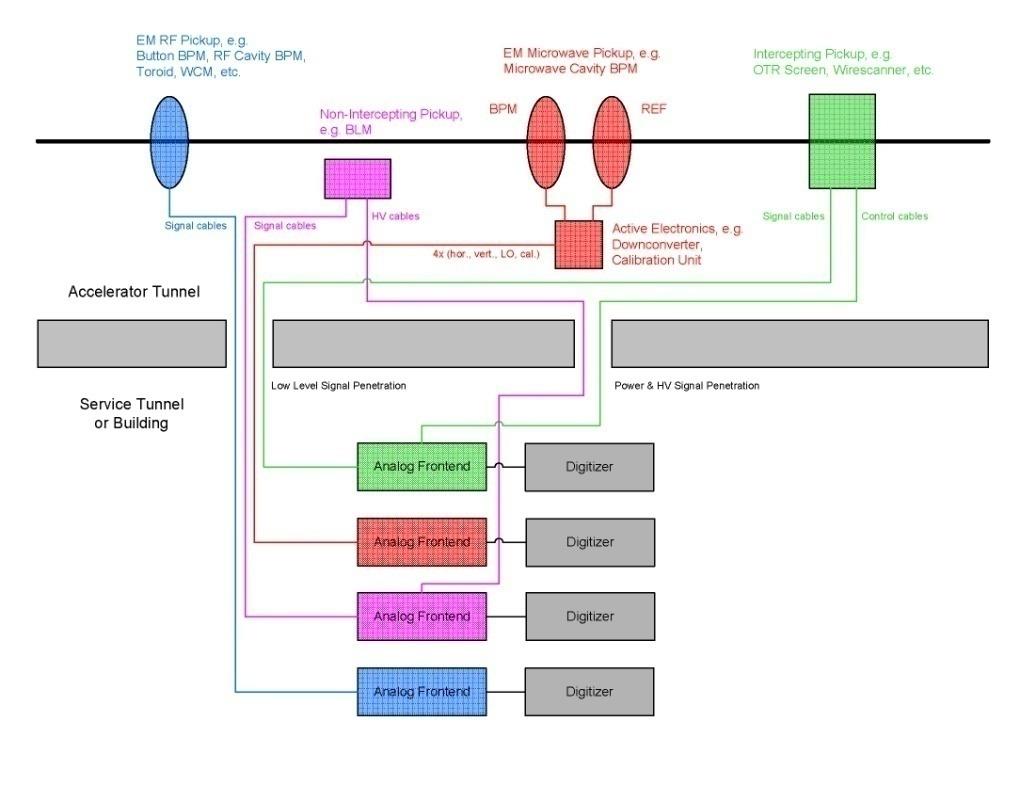 EM RF Pickup, e.g.
Button BPM, RF Cavity BPM,
Toroid, WCM, etc.
Non-Intercepting Pickup,
e.g. BLM
EM Microwave Pickup, e.g.
Microwave Cavity BPM
BPM
REF
Intercepting Pickup, e.g.
OTR Screen, Wirescanner, etc.
Signal cables
Signal cables
HV cables
4x (hor., vert., LO, cal.)
Active Electronics, e.g.
Downconverter,
Calibration Unit
Signal cables
Control cables
Accelerator Tunnel
Low Level Signal Penetration
Power & HV Signal Penetration
Service Tunnel
or Building
Analog Frontend
Digitizer
Analog Frontend
Digitizer
Analog Frontend
Digitizer
Analog Frontend
Digitizer